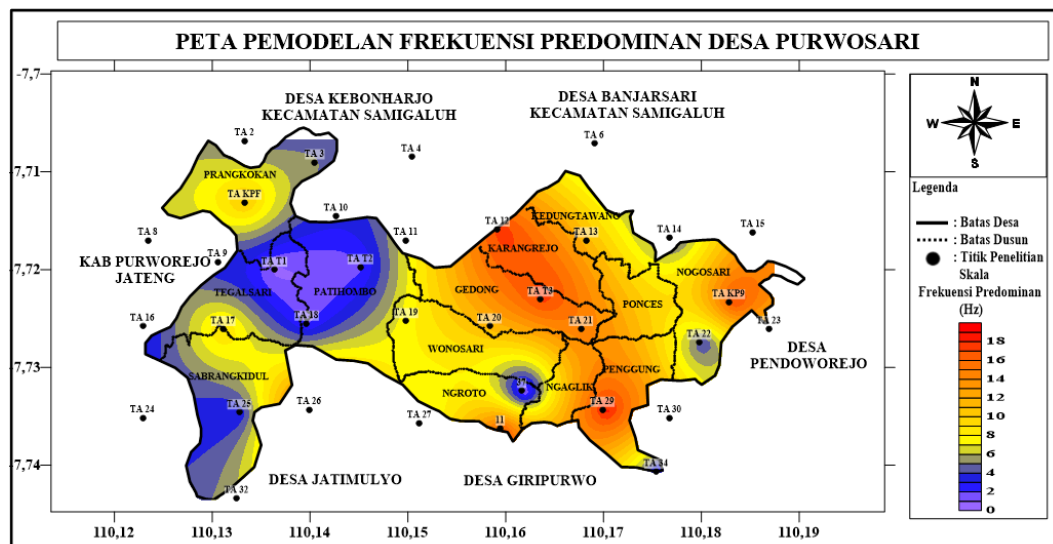 PETA PEMODELAN FREKUENSI PREDOMINAN DESA PURWOSARI
-7,7
-7,71
-7,72
-7,73
-7,74
DESA KEBONHARJO
KECAMATAN SAMIGALUH
DESA BANJARSARI
KECAMATAN SAMIGALUH
TA 2
TA 3
TA 4
TA 6
PRANGKOKAN
TA KPF
TA 10
TA 8
TA 9
TA 11
TA 12
KEDUNGTAWANG
TA 13
TA 14
TA 15
KAB PURWOREJO
JATENG
TA T1
TA T2
KARANGREJO
NOGOSARI
TEGALSARI
PATIHOMBO
GEDONG
TA T3
PONCES
TA KP9
TA 16
TA 17
TA 18
TA 19
TA 20
TA 21
TA 22
TA 23
WONOSARI
DESA
PENDOWOREJO
SABRANGKIDUL
PENGGUNG
NGROTO
37
NGAGLIK
TA 24
TA 25
TA 26
TA 27
11
TA 29
TA 30
TA 32
DESA JATIMULYO
DESA GIRIPURWO
TA 34
110,12
110,13
110,14
110,15
110,16
110,17
110,18
110,19
N
W
E
S
Legenda
: Batas Desa
: Batas Dusun
: Titik Penelitian
Skala
Frekuensi Predominan
(Hz)
18
16
14
12
10
8
6
4
2
0